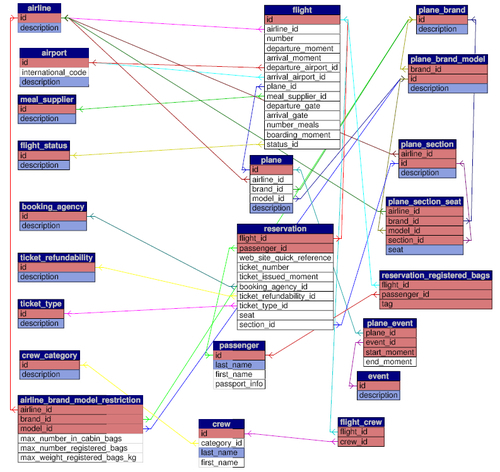 airline
id
description
airport
id
international_code
description
meal_supplier
id
description
flight_status
id
description
booking_agency
id
description
ticket_refundability
id
description
ticket_type
id
description
crew_category
id
description
airline_brand_model_restriction
airline_id
brand_id
model_id
max_number_in_cabin_bags
max_number_registered_bags
max_weight_registered_bags_kg
flight
id
airline_id
number
departure_moment
arrival_moment
departure_airport_id
arrival_airport_id
plane_id
meal_supplier_id
departure_gate
arrival_gate
number_meals
boarding_moment
status_id
plane
id
airline_id
brand_id
model_id
description
reservation
flight_id
passenger_id
web_site_quick_reference
ticket_number
ticket_issued_moment
booking_agency_id
ticket_refundability_id
ticket_type_id
seat
section_id
passenger
id
last_name
first_name
passport_info
crew
id
category_id
last_name
first_name
plane_brand
id
description
plane_brand_model
brand_id
id
description
plane_section
airline_id
id
description
plane_section_seat
airline_id
brand_id
model_id
section_id
seat
reservation_registered_bags
flight_id
passenger_id
tag
plane_event
plane_id
event_id
start_moment
end_moment
event
id
description
flight_crew
flight_id
crew_id